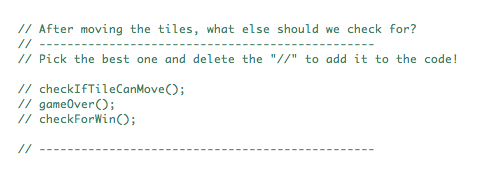 // After moving the tiles, what else should we check for?
// ------------------------------------------------
// Pick the best one and delete the "//" to add it to the code!
// checkIfTileCanMove();
// gameOver();
// checkForWin();
// ------------------------------------------------